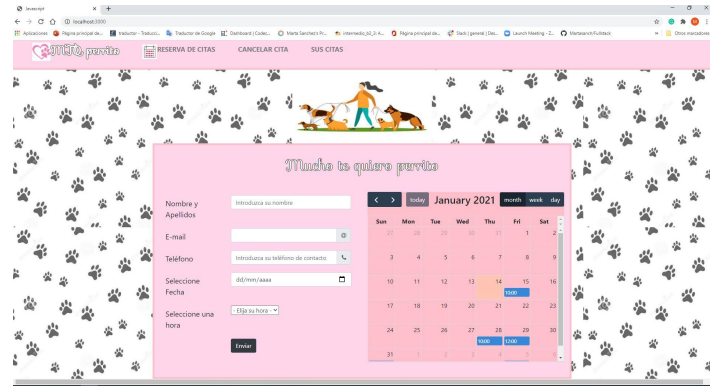 Javascript
localhost:3000
Aplicaciones Página principal de... traductor - Traducci... Traductor de Google Dashboard | Codec... Marta Sanchez's Pr... intermedio_b2_3: A... Página principal de... Slack | general | Des... Launch Meeting - Z... Martasanch/Fullstack » Otros marcadores
MTQ perrito RESERVA DE CITAS CANCELAR CITA SUS CITAS
Mucho te quiero perrito
Nombre y Apellidos
Introduzca su nombre
E-mail
@
Teléfono
Introduzca su teléfono de contacto
Seleccione Fecha
dd/mm/aaaa
Seleccione una hora
- Elija su hora -
Enviar
today January 2021 month week day
Sun Mon Tue Wed Thu Fri Sat
27 28 29 30 31 1 2
3 4 5 6 7 8 9
10 11 12 13 14 15 16
10:00
17 18 19 20 21 22 23
24 25 26 27 28 29 30
10:00 12:00
31 1 2 3 4 5 6